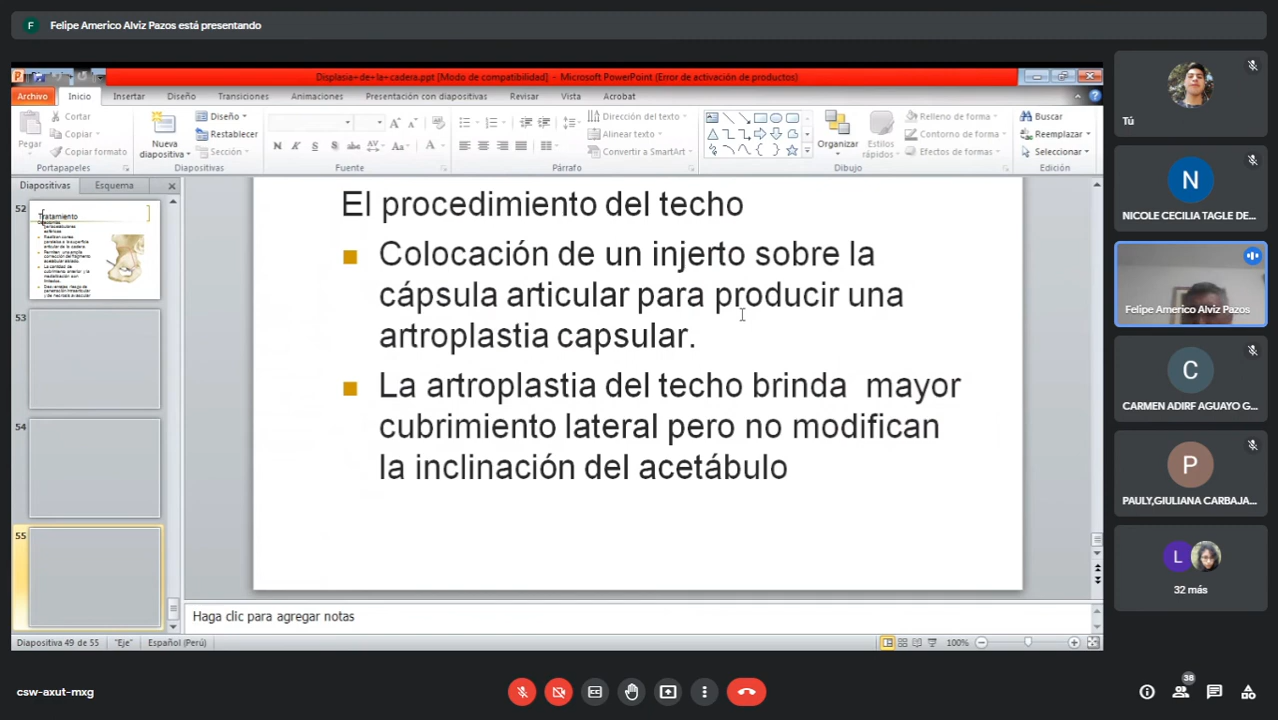 F Felipe Americo Alviz Pazos está presentando
Displasia+de+la+cadera.ppt [Modo de compatibilidad] - Microsoft PowerPoint (Error de activación de productos)
Archivo Inicio Insertar Diseño Transiciones Animaciones Presentación con diapositivas Revisar Vista Acrobat
Pegar
Cortar
Copiar
Copiar formato
Portapapeles
Nueva
diapositiva
Diseño
Restablecer
Sección
Diapositivas
N K S S abc AV Aa A
Fuente
Párrafo
Dirección del texto
Alinear texto
Convertir a SmartArt
Organizar
Estilos
rápidos
Dibujo
Relleno de forma
Contorno de forma
Efectos de formas
Buscar
Reemplazar
Seleccionar
Edición
Diapositivas Esquema
52
Tratamiento
53
54
55
El procedimiento del techo
Colocación de un injerto sobre la
cápsula articular para producir una
artroplastia capsular.
La artroplastia del techo brinda mayor
cubrimiento lateral pero no modifican
la inclinación del acetábulo
Haga clic para agregar notas
Diapositiva 49 de 55 "Eje" Español (Perú) 100%
Tú
N
NICOLE CECILIA TAGLE DE...
Felipe Americo Alviz Pazos
C
CARMEN ADIRF AGUAYO G...
P
PAULY,GIULIANA CARBAJA...
L
32 más
csw-axut-mxg
38